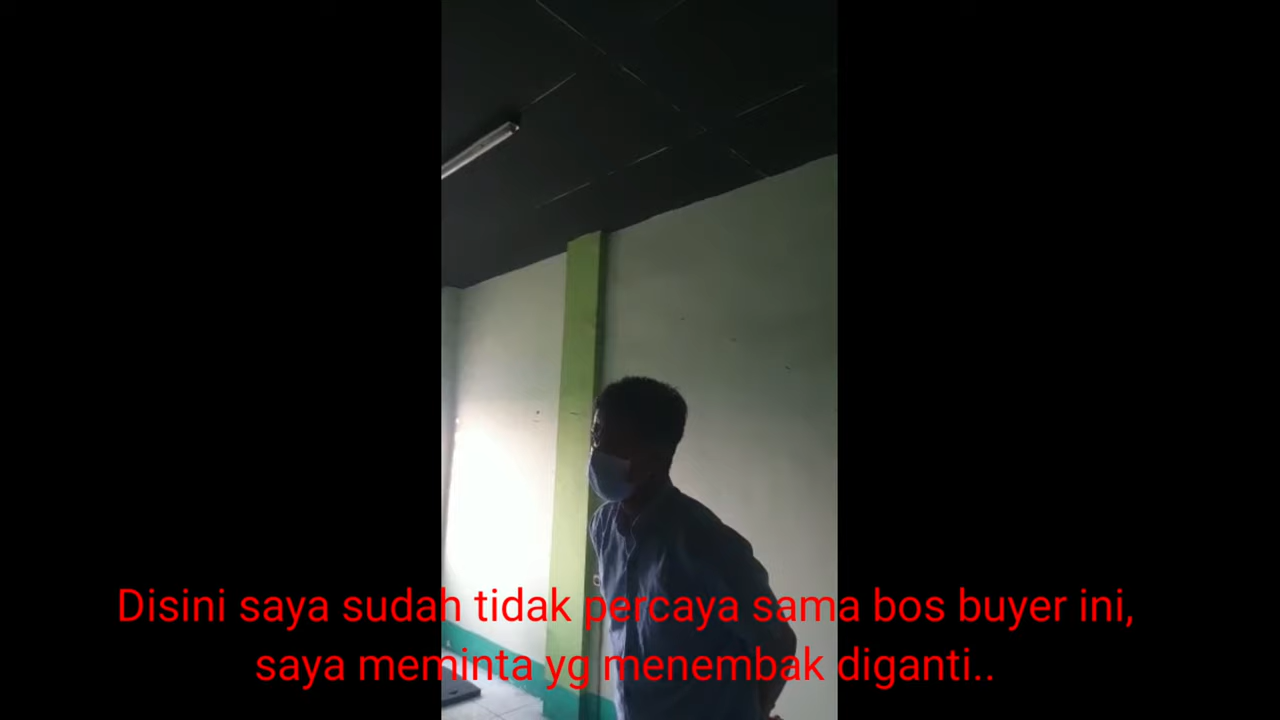 Disini saya sudah tidak percaya sama bos buyer ini,
saya meminta yg menembak diganti..